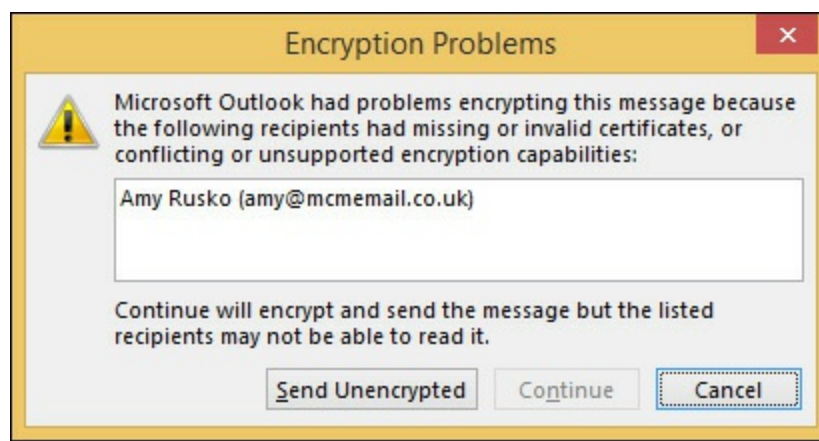 Encryption Problems
Microsoft Outlook had problems encrypting this message because
the following recipients had missing or invalid certificates, or
conflicting or unsupported encryption capabilities:
Amy Rusko (amy@mcmemail.co.uk)
Continue will encrypt and send the message but the listed
recipients may not be able to read it.
Send Unencrypted Continue Cancel